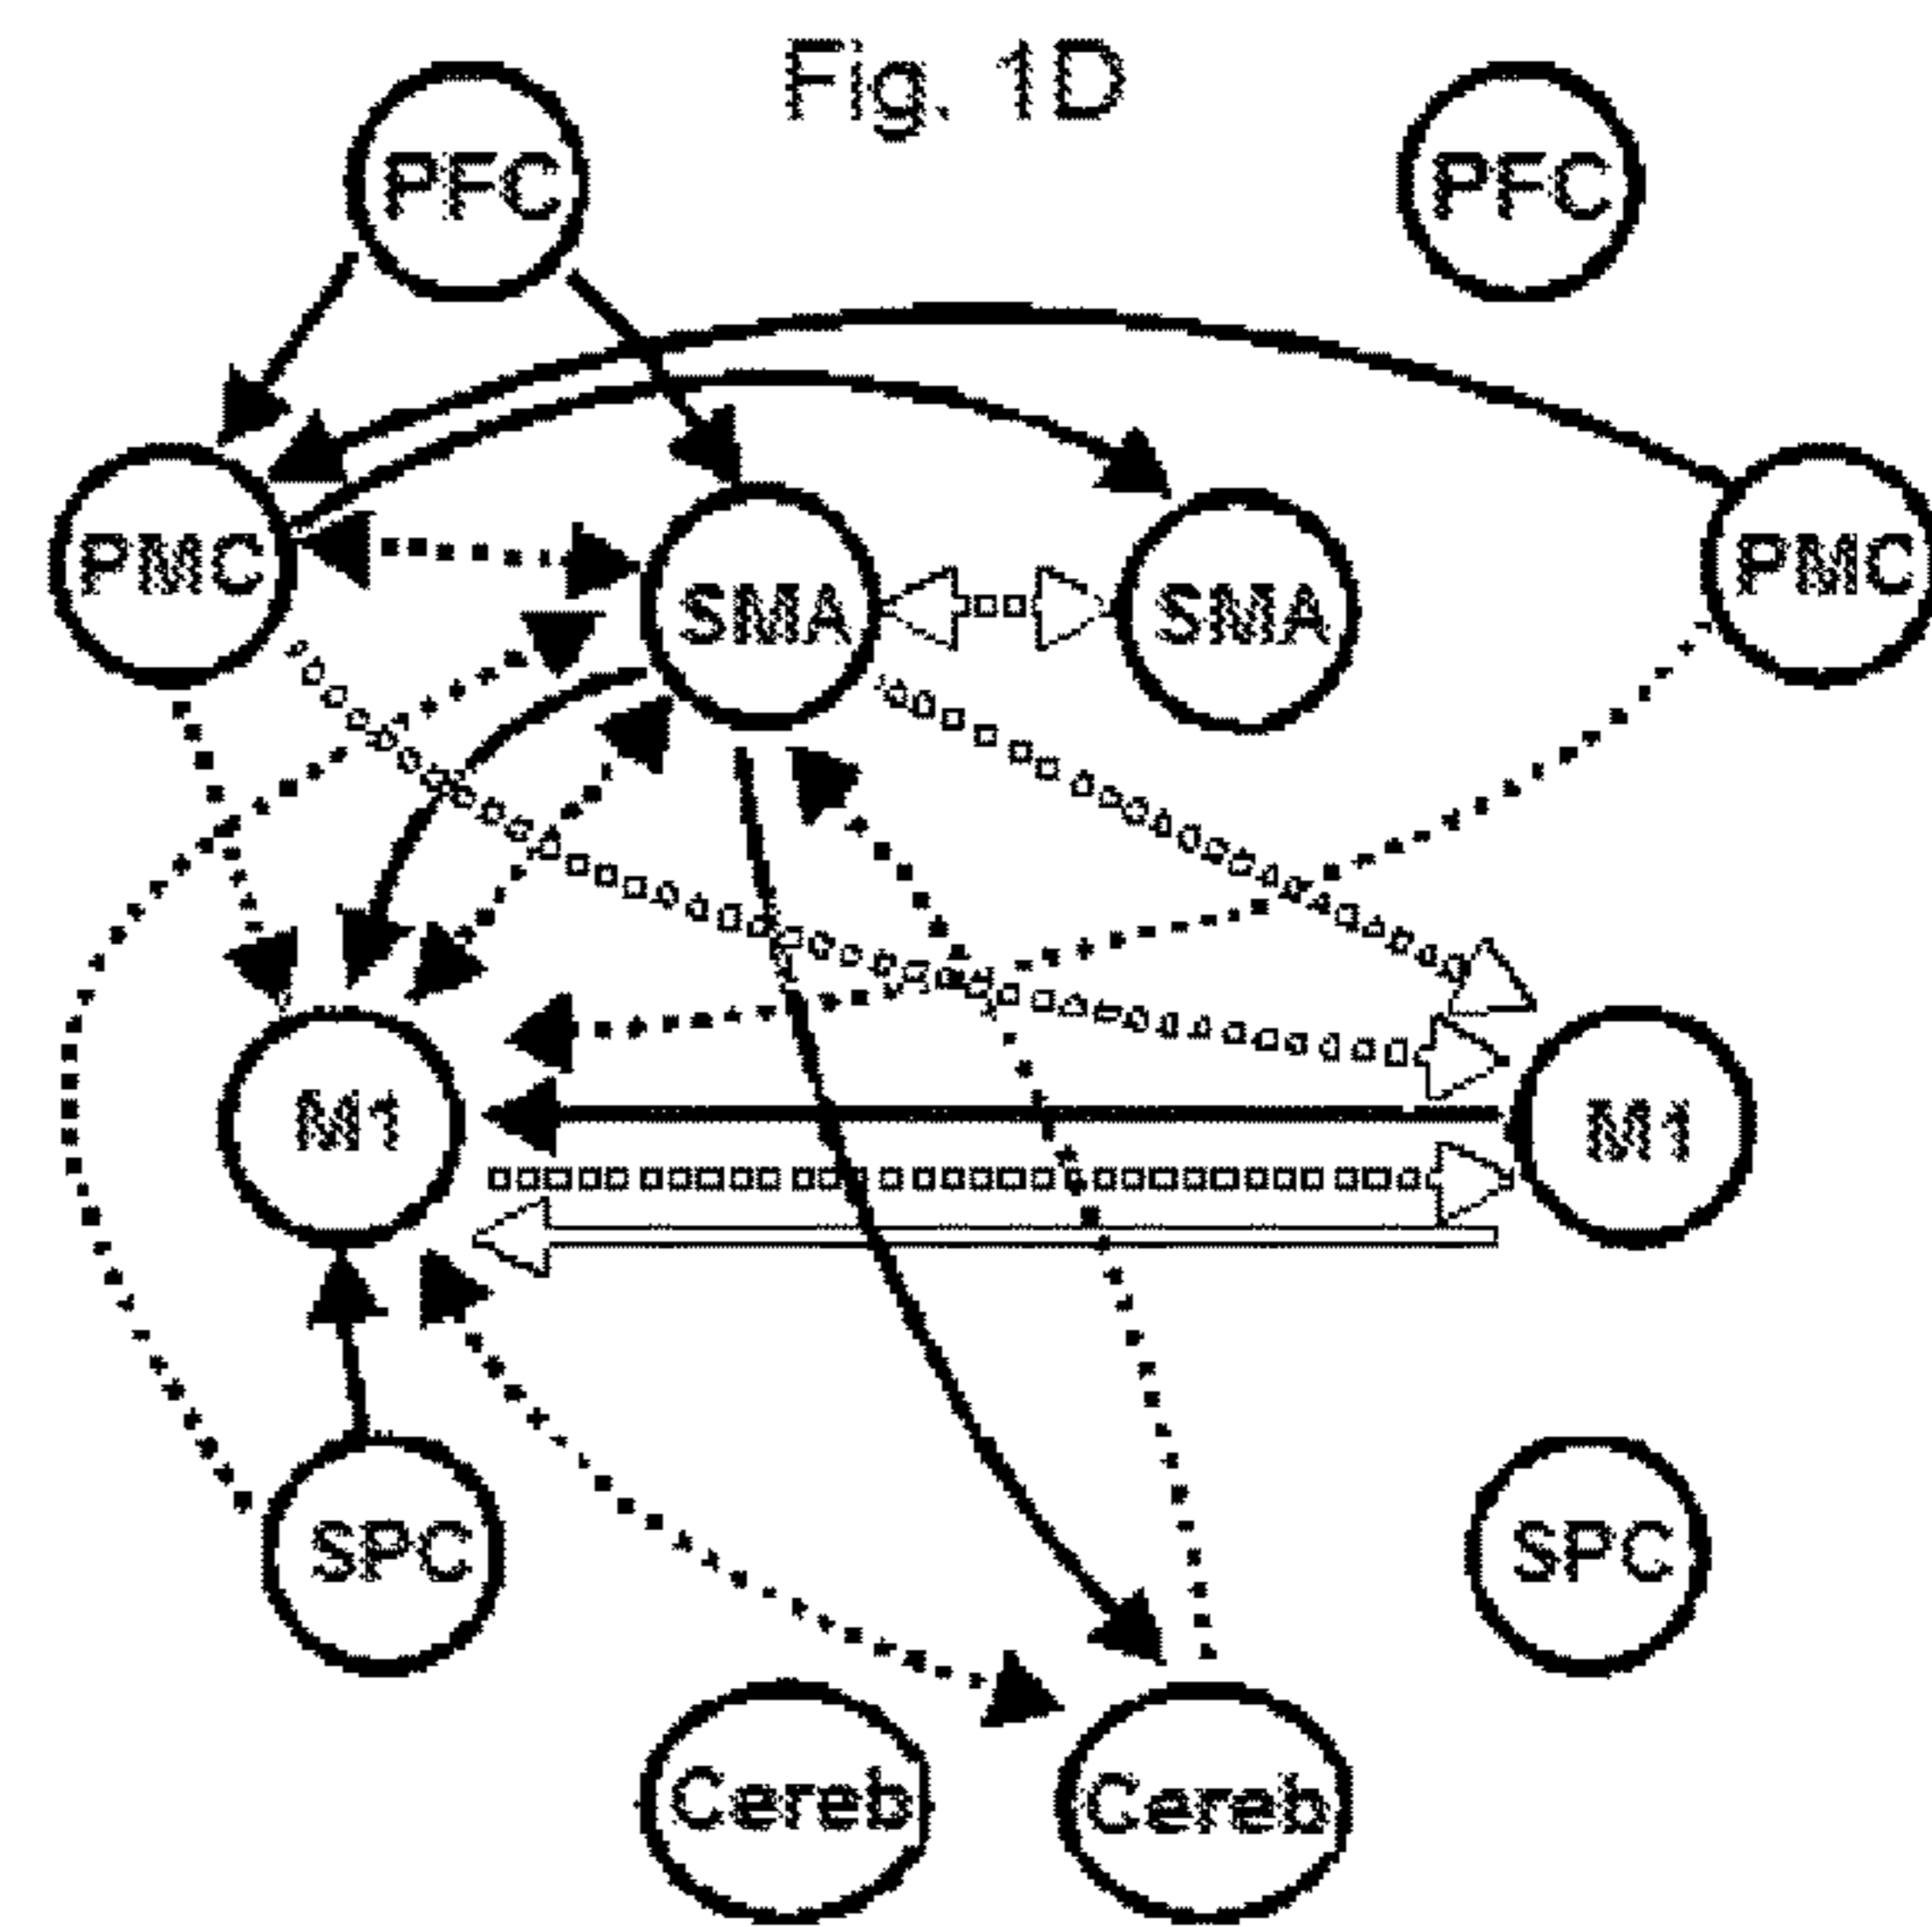 Fig. 1D
PFC
PFC
PMC
SMA
SMA
PMC
M1
M1
SPC
SPC
Cereb
Cereb